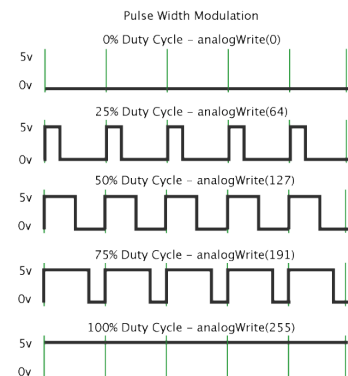 Pulse Width Modulation
0% Duty Cycle – analogWrite(0)
5v
0v
25% Duty Cycle – analogWrite(64)
5v
0v
50% Duty Cycle – analogWrite(127)
5v
0v
75% Duty Cycle – analogWrite(191)
5v
0v
100% Duty Cycle – analogWrite(255)
5v
0v